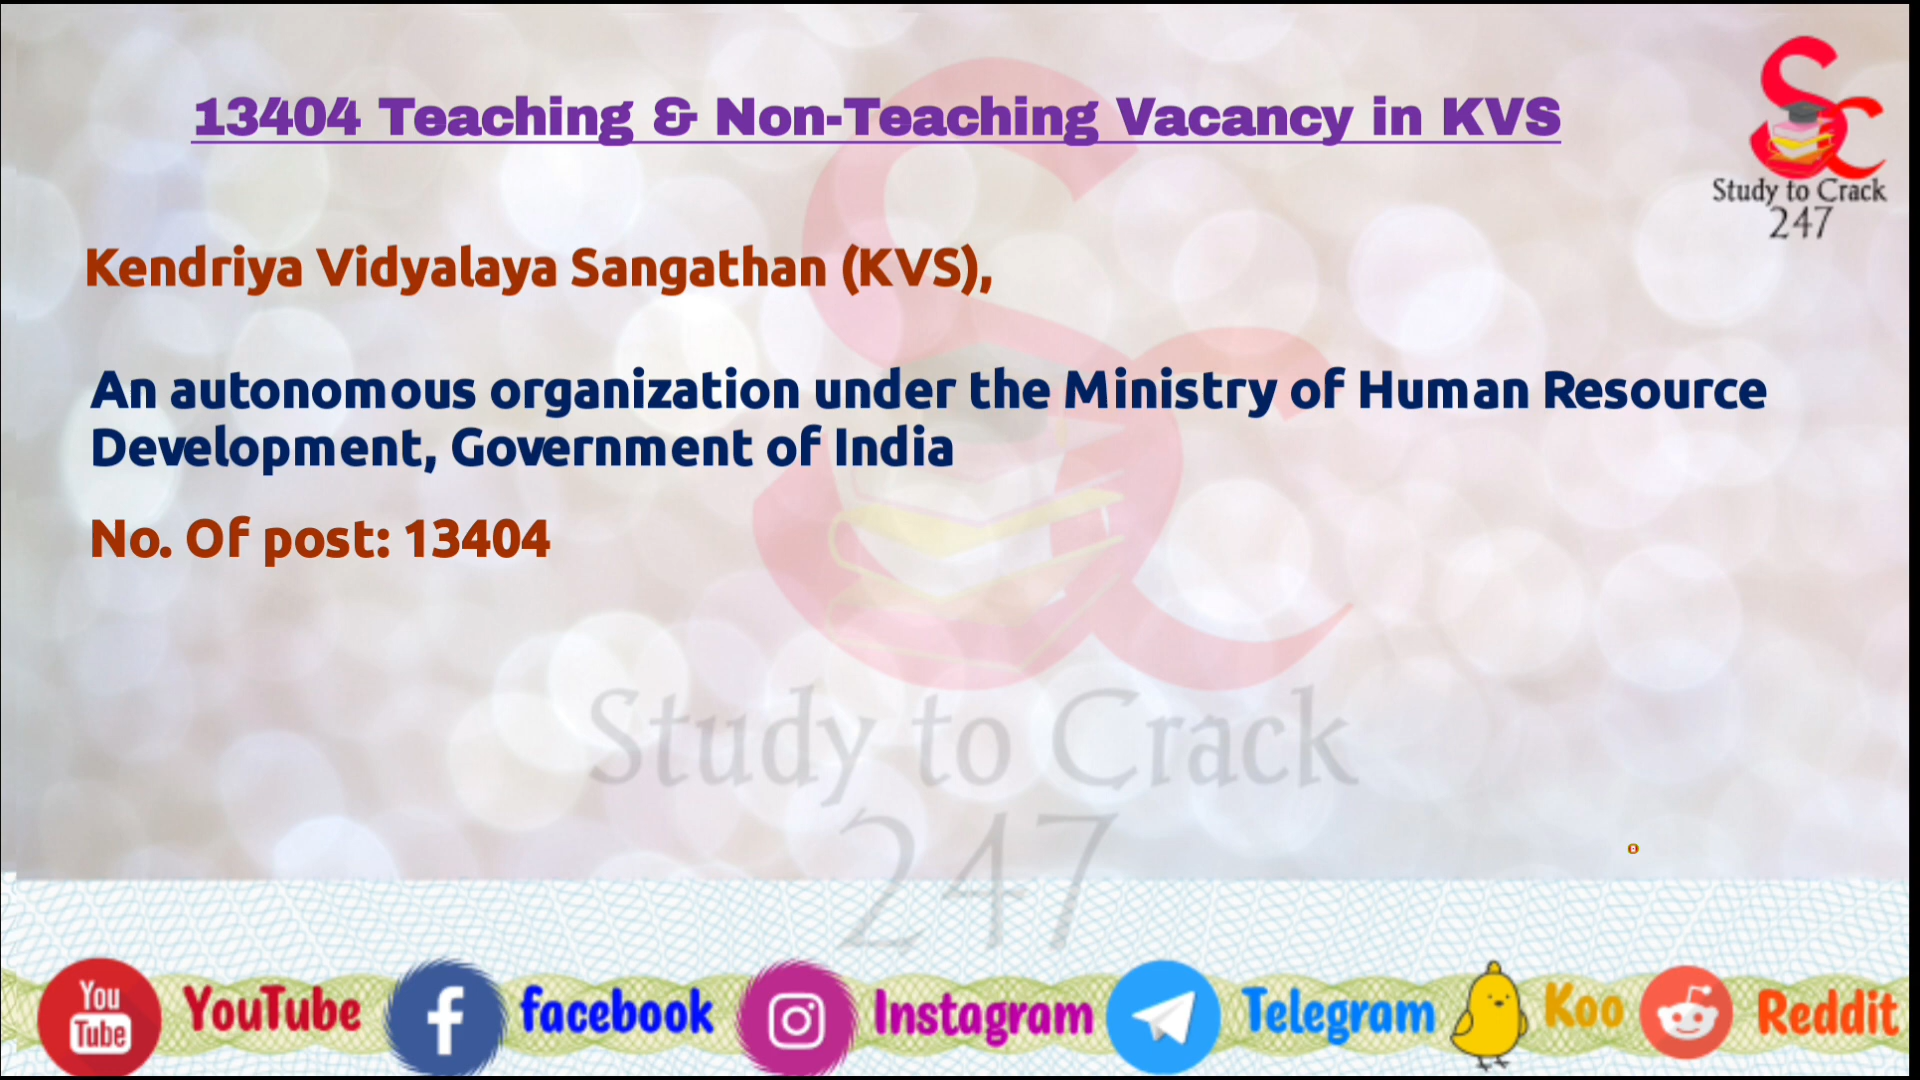 13404 Teaching & Non-Teaching Vacancy in KVS
Study to Crack
247
Kendriya Vidyalaya Sangathan (KVS),
An autonomous organization under the Ministry of Human Resource
Development, Government of India
No. Of post: 13404
Study to Crack
247
You
Tube
YouTube
facebook
Instagram
Telegram
Koo
Reddit